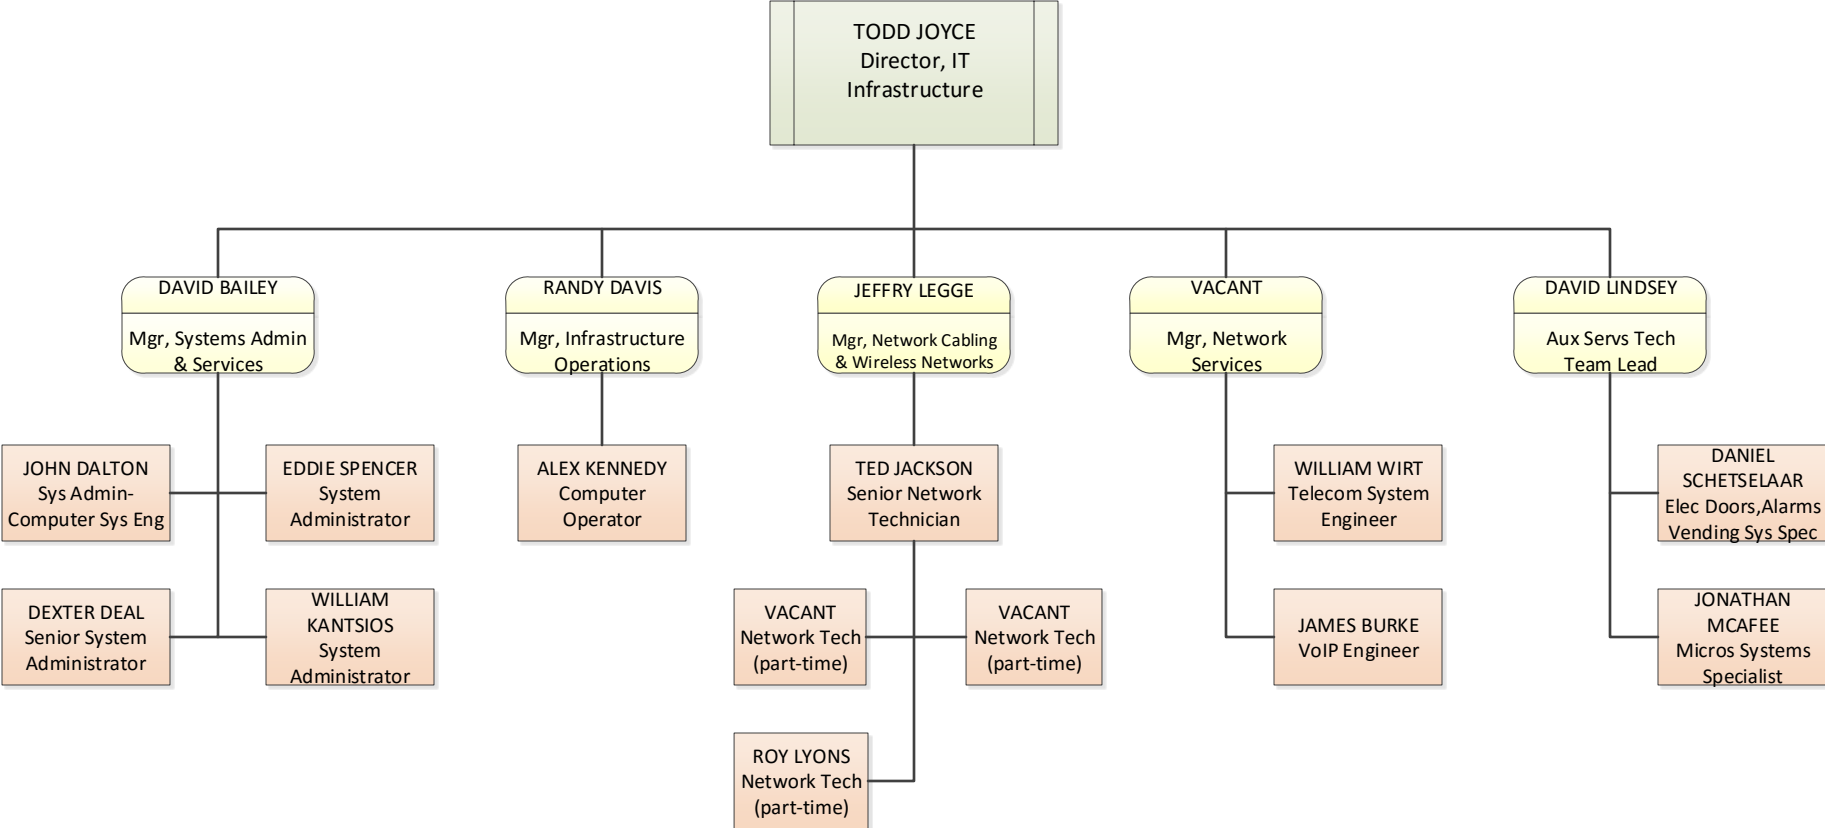 TODD JOYCE
Director, IT
Infrastructure
DAVID BAILEY
Mgr, Systems Admin
& Services
RANDY DAVIS
Mgr, Infrastructure
Operations
JEFFRY LEGGE
Mgr, Network Cabling
& Wireless Networks
VACANT
Mgr, Network
Services
DAVID LINDSEY
Aux Servs Tech
Team Lead
JOHN DALTON
Sys Admin-
Computer Sys Eng
EDDIE SPENCER
System
Administrator
ALEX KENNEDY
Computer
Operator
TED JACKSON
Senior Network
Technician
WILLIAM WIRT
Telecom System
Engineer
DANIEL
SCHETSELAAR
Elec Doors,Alarms
Vending Sys Spec
DEXTER DEAL
Senior System
Administrator
WILLIAM
KANTSIOS
System
Administrator
VACANT
Network Tech
(part-time)
VACANT
Network Tech
(part-time)
JAMES BURKE
VoIP Engineer
JONATHAN
MCAFEE
Micros Systems
Specialist
ROY LYONS
Network Tech
(part-time)